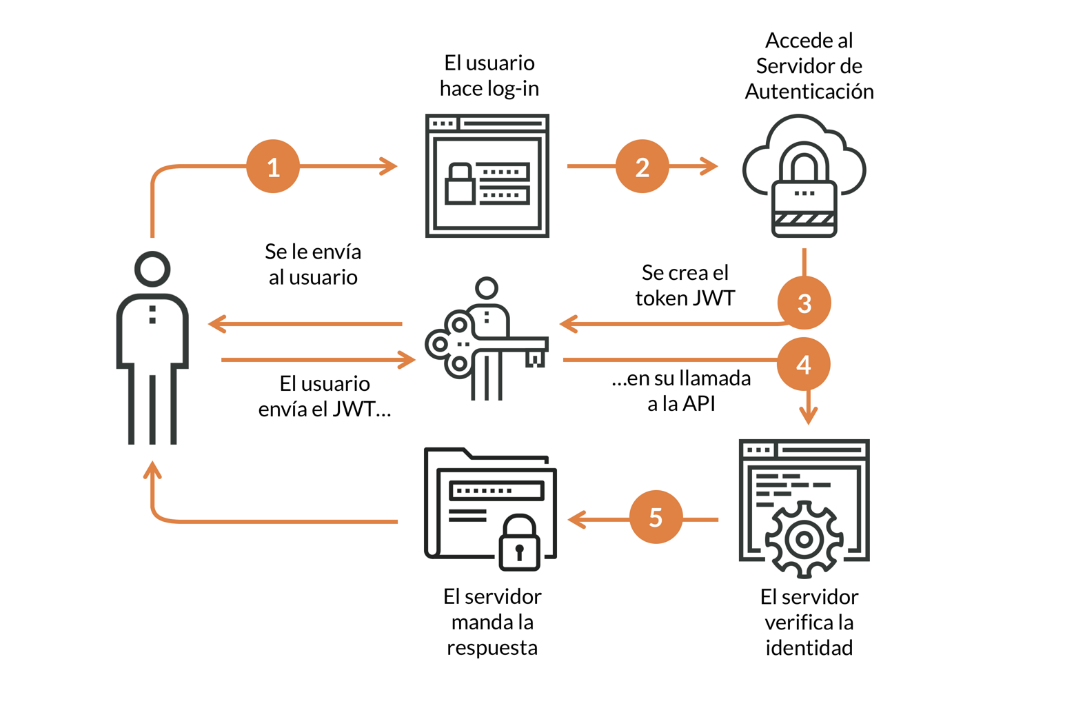 El usuario
hace log-in
Accede al
Servidor de
Autenticación
1
2
Se le envía
al usuario
Se crea el
token JWT
3
El usuario
envía el JWT...
...en su llamada
a la API
4
5
El servidor
manda la
respuesta
El servidor
verifica la
identidad